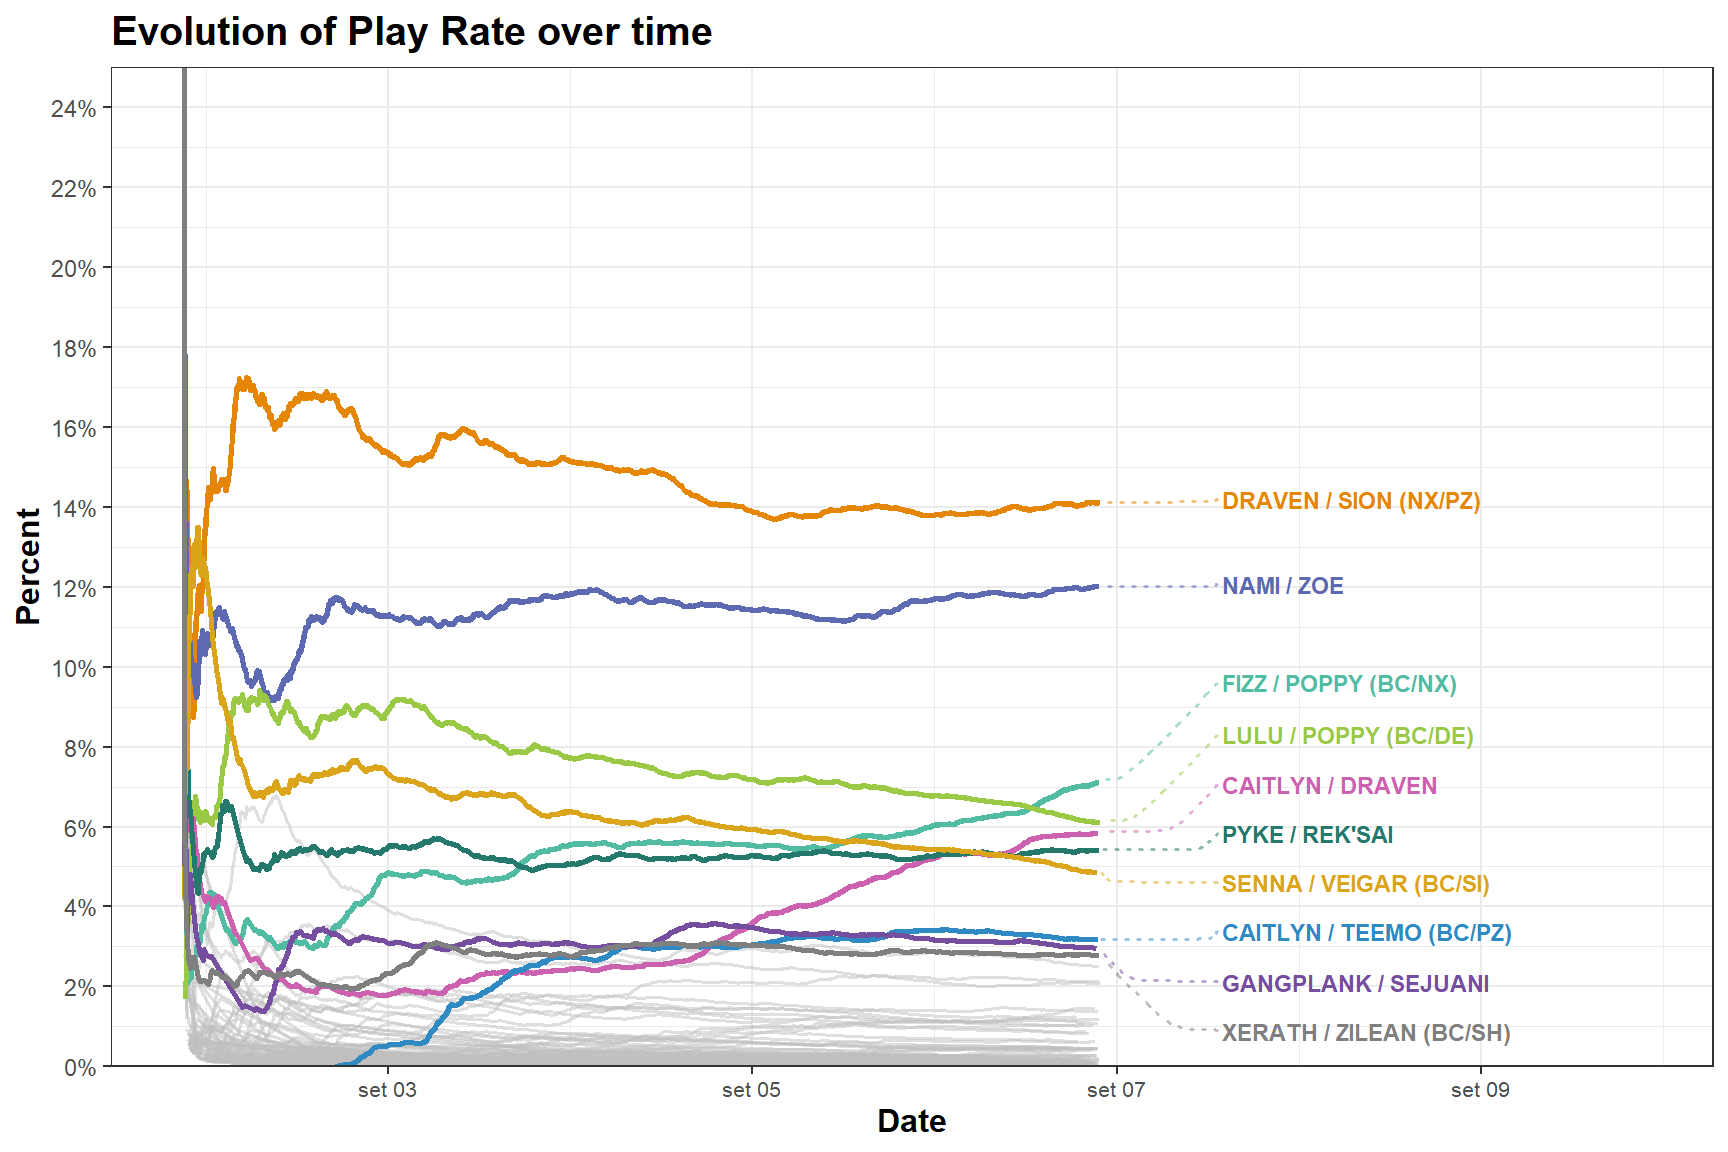 Evolution of Play Rate over time
24%
22%
20%
18%
16%
14%
12%
10%
8%
6%
4%
2%
0%
Percent
DRAVEN / SION (NX/PZ)
NAMI / ZOE
FIZZ / POPPY (BC/NX)
LULU / POPPY (BC/DE)
CAITLYN / DRAVEN
PYKE / REK'SAI
SENNA / VEIGAR (BC/SI)
CAITLYN / TEEMO (BC/PZ)
GANGPLANK / SEJUANI
XERATH / ZILEAN (BC/SH)
set 03
set 05
set 07
set 09
Date